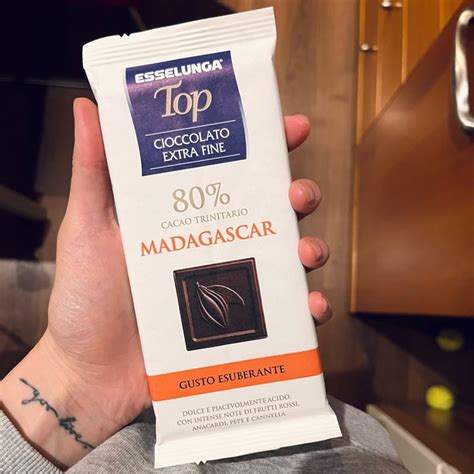 ESSELUNGA®
Top
CIOCCOLATO
EXTRA FINE
80%
CACAO TRINITARIO
MADAGASCAR
GUSTO ESUBERANTE
DOLCE E PIACEVOLMENTE ACIDO,
CON INTENSE NOTE DI FRUTTI ROSSI,
ANACARDI, PEPE E CANNELLA